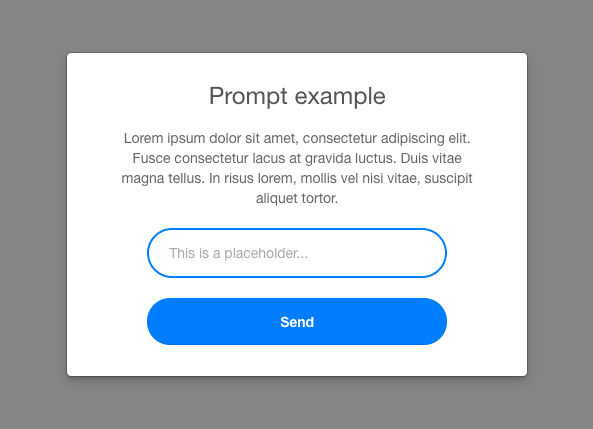 Prompt example
Lorem ipsum dolor sit amet, consectetur adipiscing elit.
Fusce consectetur lacus at gravida luctus. Duis vitae
magna tellus. In risus lorem, mollis vel nisi vitae, suscipit
aliquet tortor.
This is a placeholder...
Send